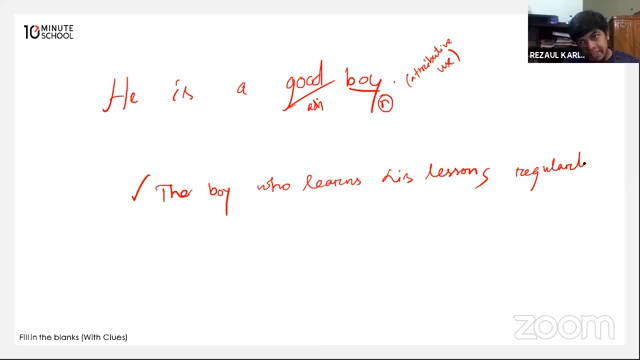 10 MINUTE SCHOOL
REZAUL KARI...
He is a good boy. (attributive use)
adj n
✓ The boy who learns his lessons regularl
Fill in the blanks (With Clues)
zoom